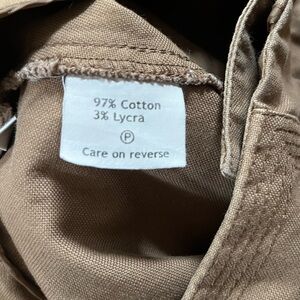 97% Cotton
3% Lycra
Ⓟ
Care on reverse